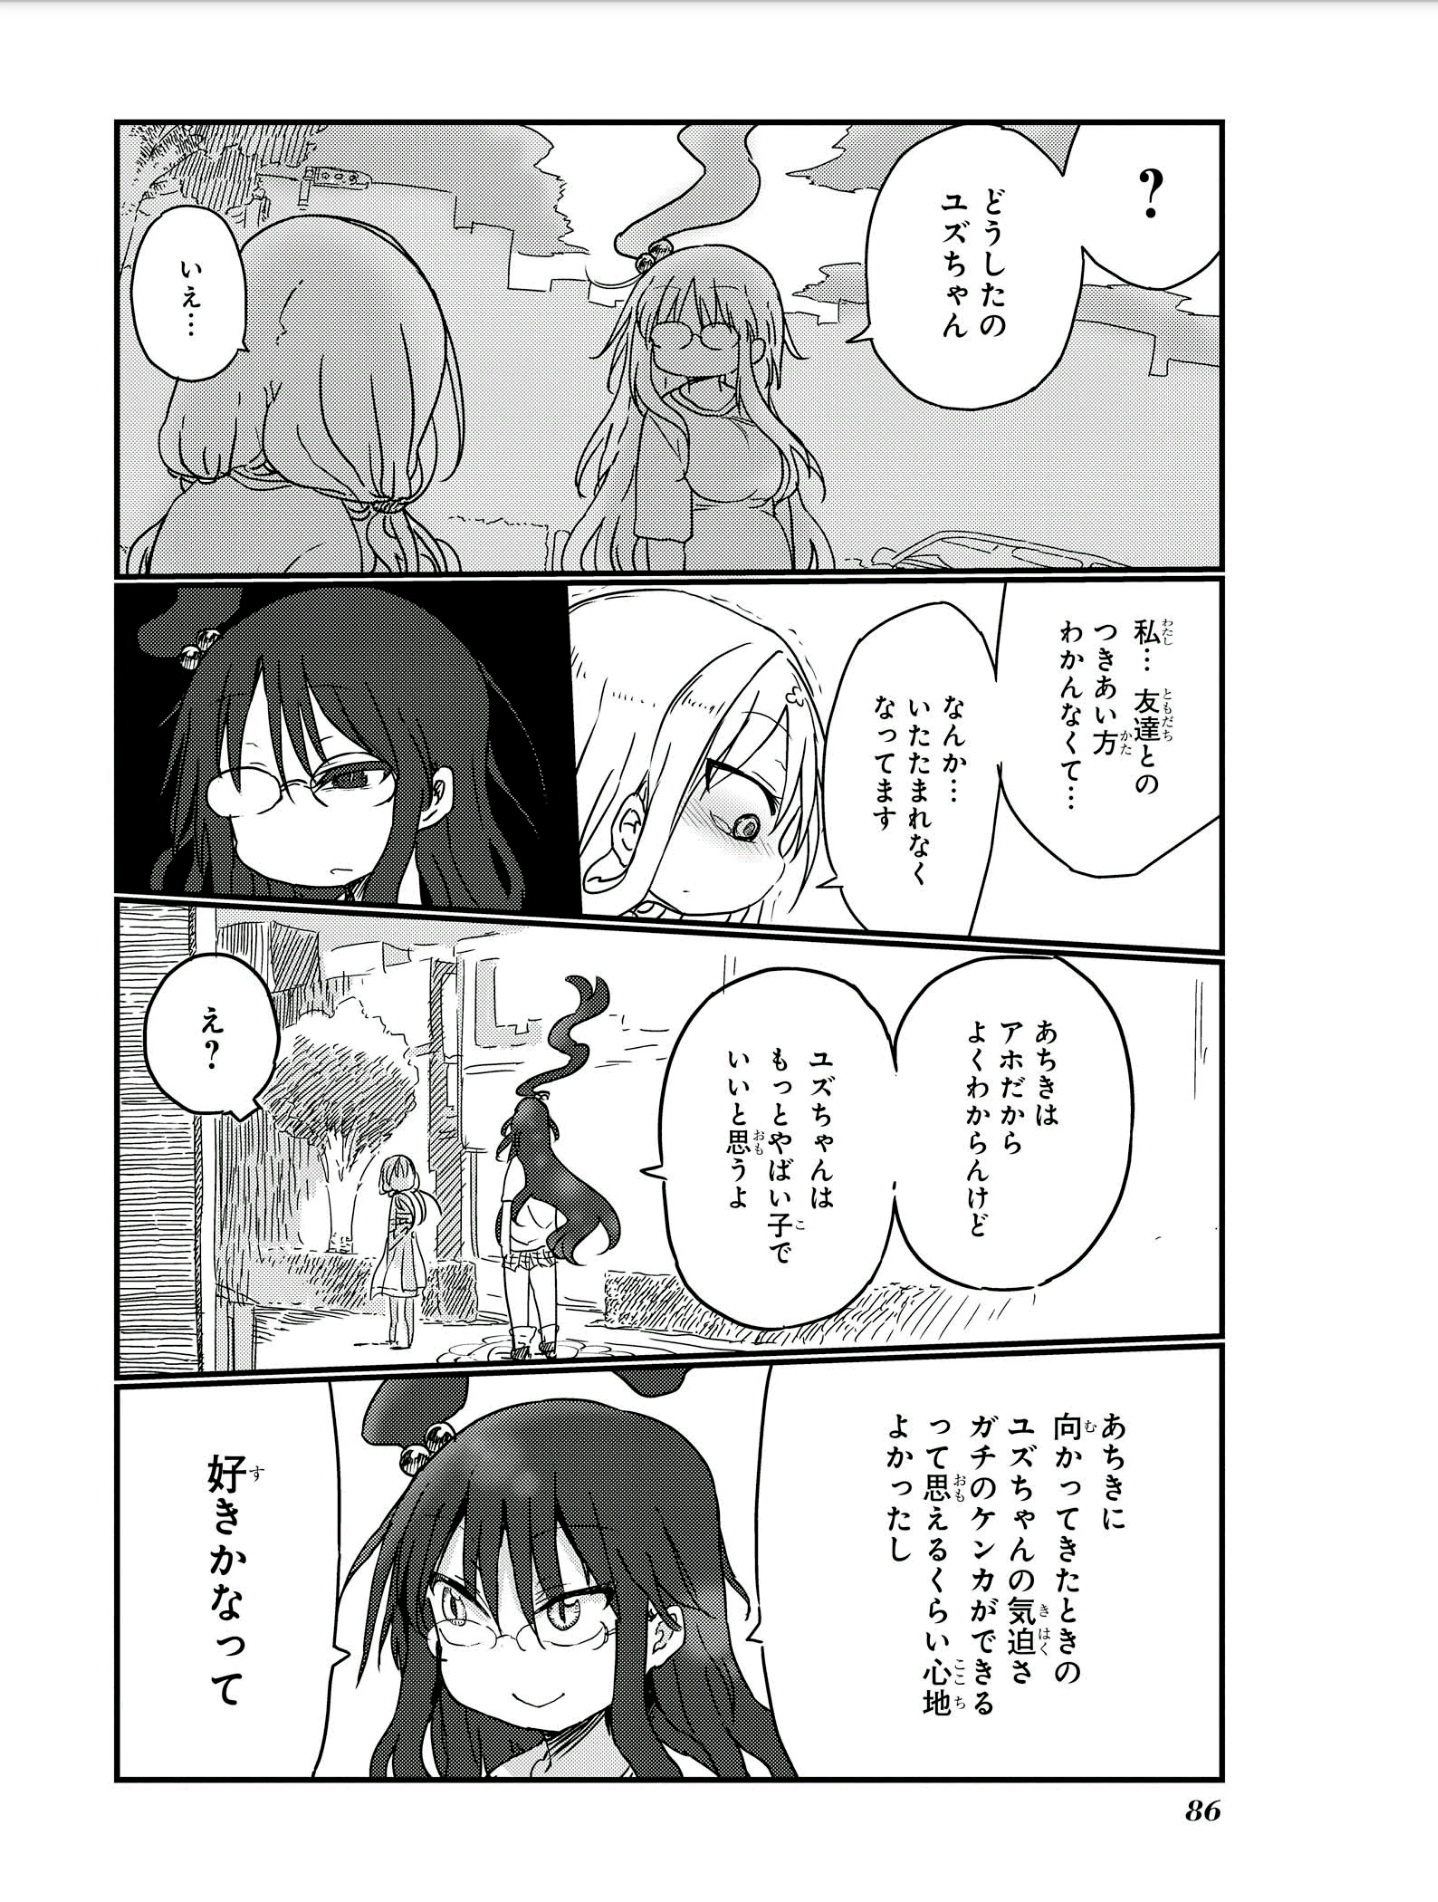 ?
どうしたの
ユズちゃん
いえ…
私… 友達との
つきあい方
わかんなくて…
なんか…
いたたまれなく
なってます
あちきは
アホだから
よくわからんけど
ユズちゃんは
もっとやばい子で
いいと思うよ
え?
あちきに
向かってきたときの
ユズちゃんの気迫さ
ガチのケンカができる
って思えるくらい心地
よかったし
好きかなって
86